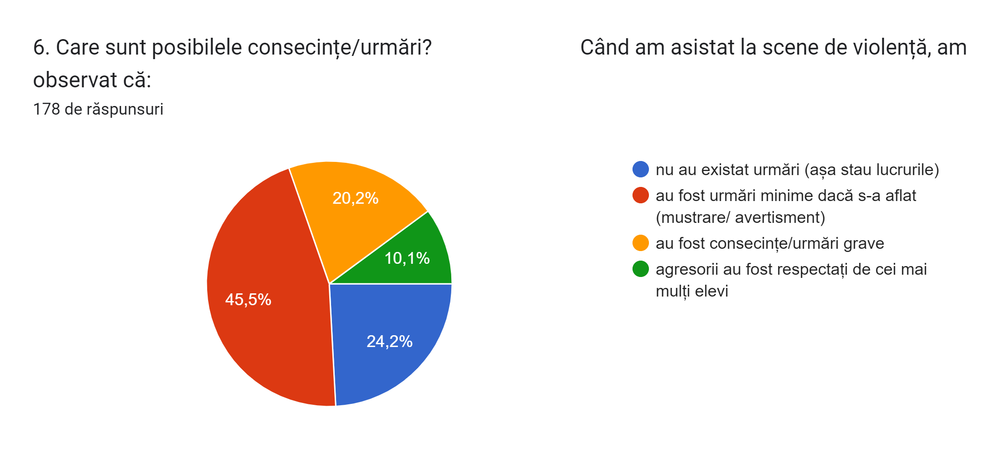 6. Care sunt posibilele consecințe/urmări? Când am asistat la scene de violență, am
observat că:
178 de răspunsuri
20,2%
10,1%
45,5%
24,2%
nu au existat urmări (așa stau lucrurile)
au fost urmări minime dacă s-a aflat
(mustrare/ avertisment)
au fost consecințe/urmări grave
agresorii au fost respectați de cei mai
mulți elevi